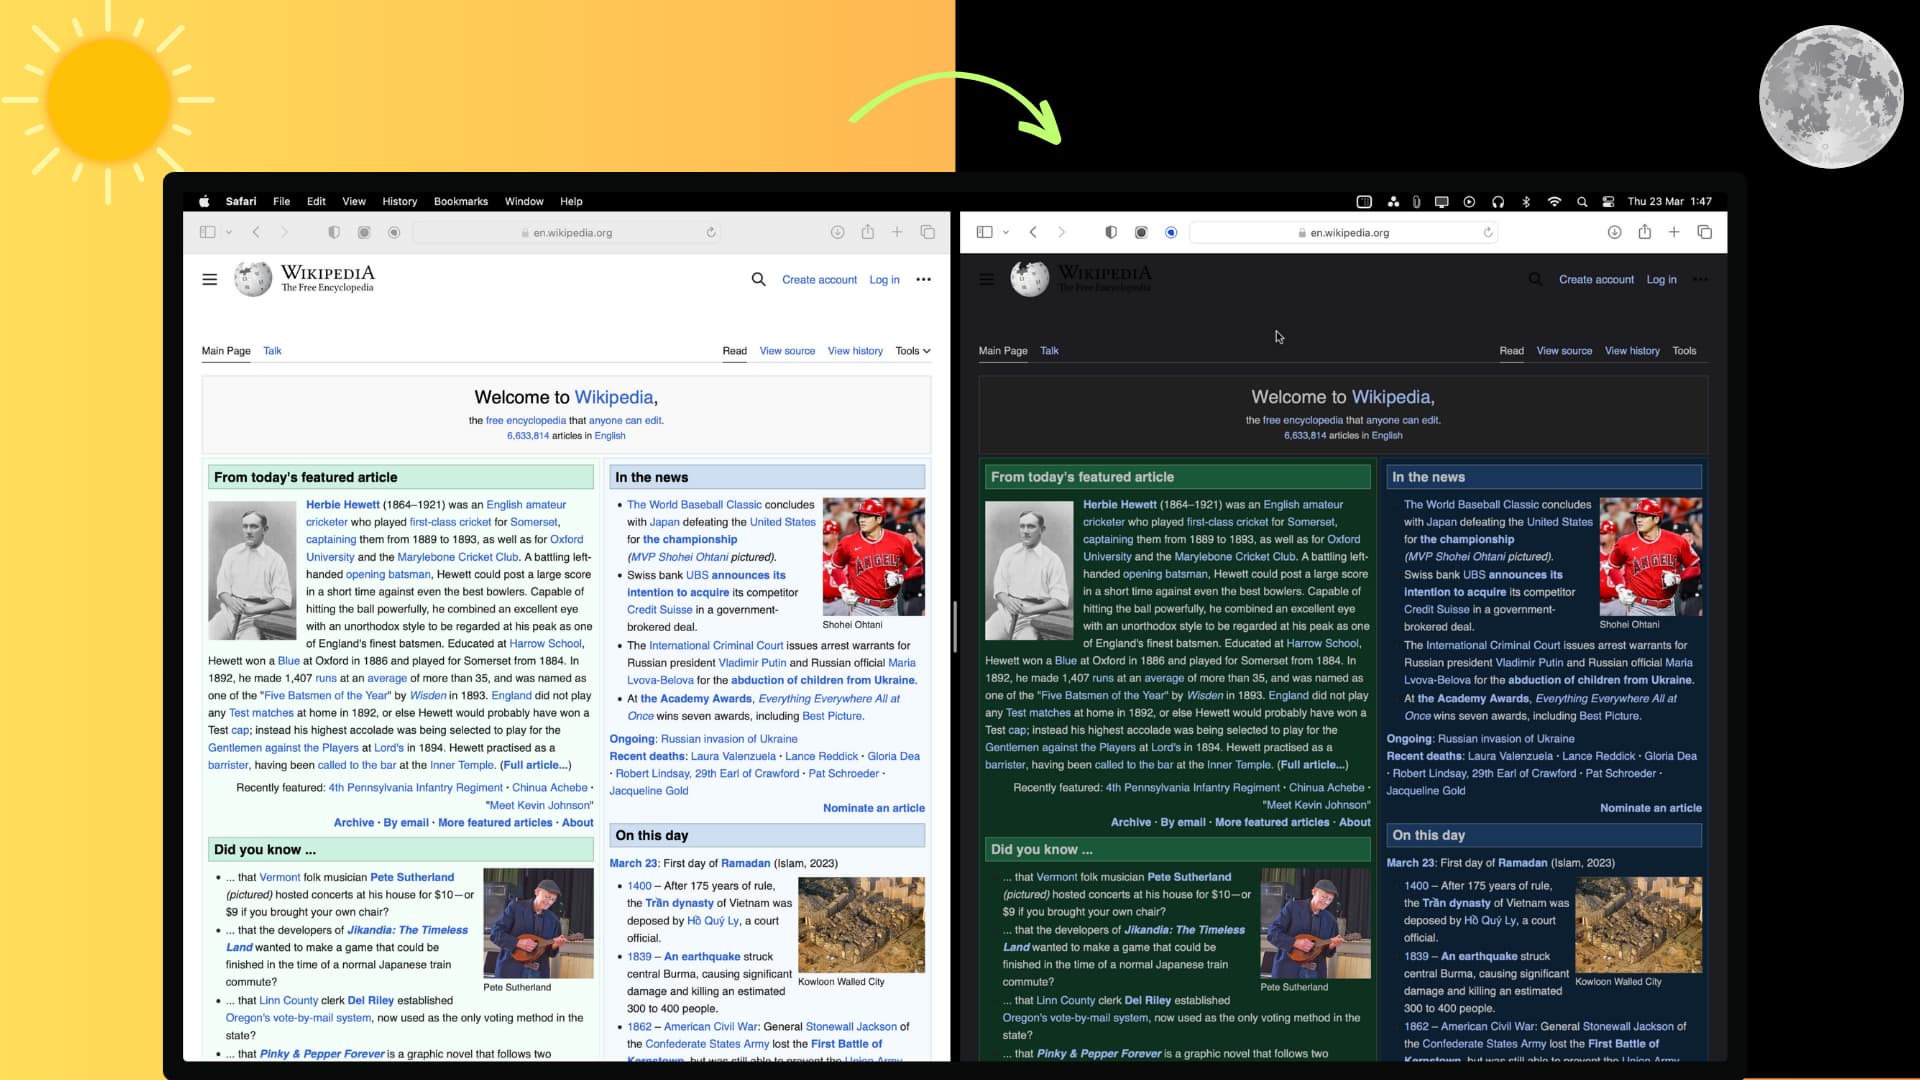 Safari File Edit View History Bookmarks Window Help
Thu 23 Mar 1:47
en.wikipedia.org
WIKIPEDIA
The Free Encyclopedia
Create account Log in
Main Page Talk
Read View source View history Tools
Welcome to Wikipedia,
the free encyclopedia that anyone can edit.
6,633,814 articles in English
From today's featured article
Herbie Hewett (1864–1921) was an English amateur
cricketer who played first-class cricket for Somerset,
captaining them from 1889 to 1893, as well as for Oxford
University and the Marylebone Cricket Club. A battling left-
handed opening batsman, Hewett could post a large score
in a short time against even the best bowlers. Capable of
hitting the ball powerfully, he combined an excellent eye
with an unorthodox style to be regarded at his peak as one
of England's finest batsmen. Educated at Harrow School,
Hewett won a Blue at Oxford in 1886 and played for Somerset from 1884. In
1892, he made 1,407 runs at an average of more than 35, and was named as
one of the "Five Batsmen of the Year" by Wisden in 1893. England did not play
any Test matches at home in 1892, or else Hewett would probably have won a
Test cap; instead his highest accolade was being selected to play for the
Gentlemen against the Players at Lord's in 1894. Hewett practised as a
barrister, having been called to the bar at the Inner Temple. (Full article...)
Recently featured: 4th Pennsylvania Infantry Regiment · Chinua Achebe ·
"Meet Kevin Johnson"
Archive · By email · More featured articles · About
Did you know ...
... that Vermont folk musician Pete Sutherland
(pictured) hosted concerts at his house for $10—or
$9 if you brought your own chair?
... that the developers of Jikandia: The Timeless
Land wanted to make a game that could be
finished in the time of a normal Japanese train
commute?
Pete Sutherland
... that Linn County clerk Del Riley established
Oregon's vote-by-mail system, now used as the only voting method in the
state?
... that Pinky & Pepper Forever is a graphic novel that follows two
In the news
The World Baseball Classic concludes
with Japan defeating the United States
for the championship
(MVP Shohei Ohtani pictured).
Swiss bank UBS announces its
intention to acquire its competitor
Credit Suisse in a government-
brokered deal.
Shohei Ohtani
The International Criminal Court issues arrest warrants for
Russian president Vladimir Putin and Russian official Maria
Lvova-Belova for the abduction of children from Ukraine.
At the Academy Awards, Everything Everywhere All at
Once wins seven awards, including Best Picture.
Ongoing: Russian invasion of Ukraine
Recent deaths: Laura Valenzuela · Lance Reddick · Gloria Dea
· Robert Lindsay, 29th Earl of Crawford · Pat Schroeder ·
Jacqueline Gold
Nominate an article
On this day
March 23: First day of Ramadan (Islam, 2023)
1400 – After 175 years of rule,
the Trần dynasty of Vietnam was
deposed by Hồ Quý Ly, a court
official.
1839 – An earthquake struck
central Burma, causing significant
damage and killing an estimated
300 to 400 people.
Kowloon Walled City
1862 – American Civil War: General Stonewall Jackson of
the Confederate States Army lost the First Battle of
Kernstown, but was still able to prevent the Union Army
en.wikipedia.org
WIKIPEDIA
The Free Encyclopedia
Create account Log in
Main Page Talk
Read View source View history Tools
Welcome to Wikipedia,
the free encyclopedia that anyone can edit.
6,633,814 articles in English
From today's featured article
Herbie Hewett (1864–1921) was an English amateur
cricketer who played first-class cricket for Somerset,
captaining them from 1889 to 1893, as well as for Oxford
University and the Marylebone Cricket Club. A battling left-
handed opening batsman, Hewett could post a large score
in a short time against even the best bowlers. Capable of
hitting the ball powerfully, he combined an excellent eye
with an unorthodox style to be regarded at his peak as one
of England's finest batsmen. Educated at Harrow School,
Hewett won a Blue at Oxford in 1886 and played for Somerset from 1884. In
1892, he made 1,407 runs at an average of more than 35, and was named as
one of the "Five Batsmen of the Year" by Wisden in 1893. England did not play
any Test matches at home in 1892, or else Hewett would probably have won a
Test cap; instead his highest accolade was being selected to play for the
Gentlemen against the Players at Lord's in 1894. Hewett practised as a
barrister, having been called to the bar at the Inner Temple. (Full article...)
Recently featured: 4th Pennsylvania Infantry Regiment · Chinua Achebe ·
"Meet Kevin Johnson"
Archive · By email · More featured articles · About
Did you know ...
... that Vermont folk musician Pete Sutherland
(pictured) hosted concerts at his house for $10—or
$9 if you brought your own chair?
... that the developers of Jikandia: The Timeless
Land wanted to make a game that could be
finished in the time of a normal Japanese train
commute?
Pete Sutherland
... that Linn County clerk Del Riley established
Oregon's vote-by-mail system, now used as the only voting method in the
state?
... that Pinky & Pepper Forever is a graphic novel that follows two
In the news
The World Baseball Classic concludes
with Japan defeating the United States
for the championship
(MVP Shohei Ohtani pictured).
Swiss bank UBS announces its
intention to acquire its competitor
Credit Suisse in a government-
brokered deal.
Shohei Ohtani
The International Criminal Court issues arrest warrants for
Russian president Vladimir Putin and Russian official Maria
Lvova-Belova for the abduction of children from Ukraine.
At the Academy Awards, Everything Everywhere All at
Once wins seven awards, including Best Picture.
Ongoing: Russian invasion of Ukraine
Recent deaths: Laura Valenzuela · Lance Reddick · Gloria Dea
· Robert Lindsay, 29th Earl of Crawford · Pat Schroeder ·
Jacqueline Gold
Nominate an article
On this day
March 23: First day of Ramadan (Islam, 2023)
1400 – After 175 years of rule,
the Trần dynasty of Vietnam was
deposed by Hồ Quý Ly, a court
official.
1839 – An earthquake struck
central Burma, causing significant
damage and killing an estimated
300 to 400 people.
Kowloon Walled City
1862 – American Civil War: General Stonewall Jackson of
the Confederate States Army lost the First Battle of
Kernstown, but was still able to prevent the Union Army